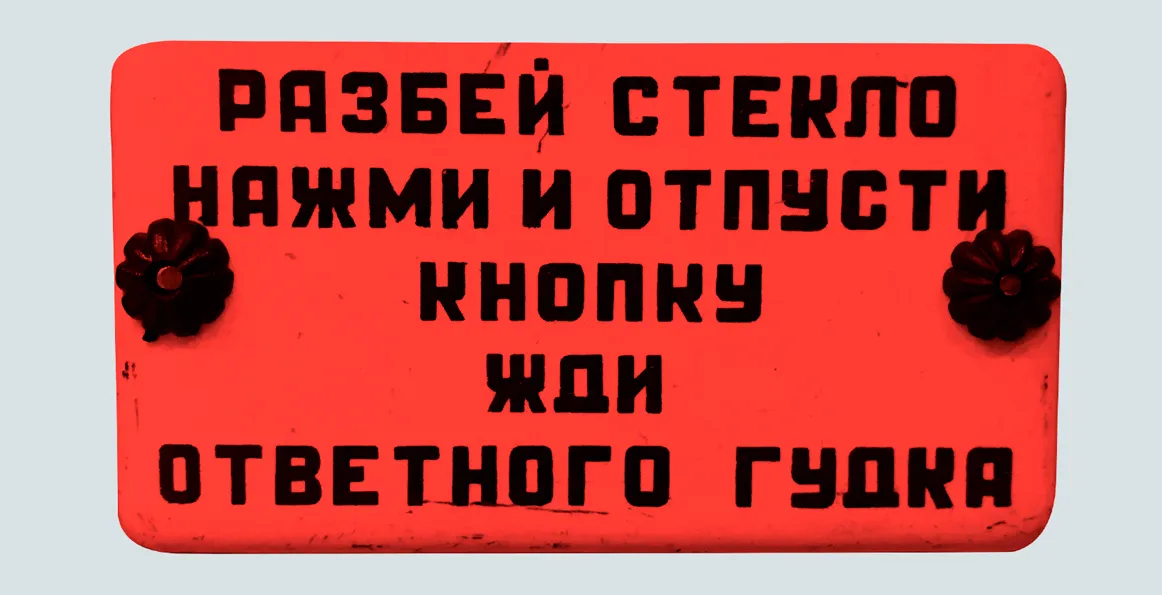 РАЗБЕЙ СТЕКЛО
НАЖМИ И ОТПУСТИ
КНОПКУ
ЖДИ
ОТВЕТНОГО ГУДКА